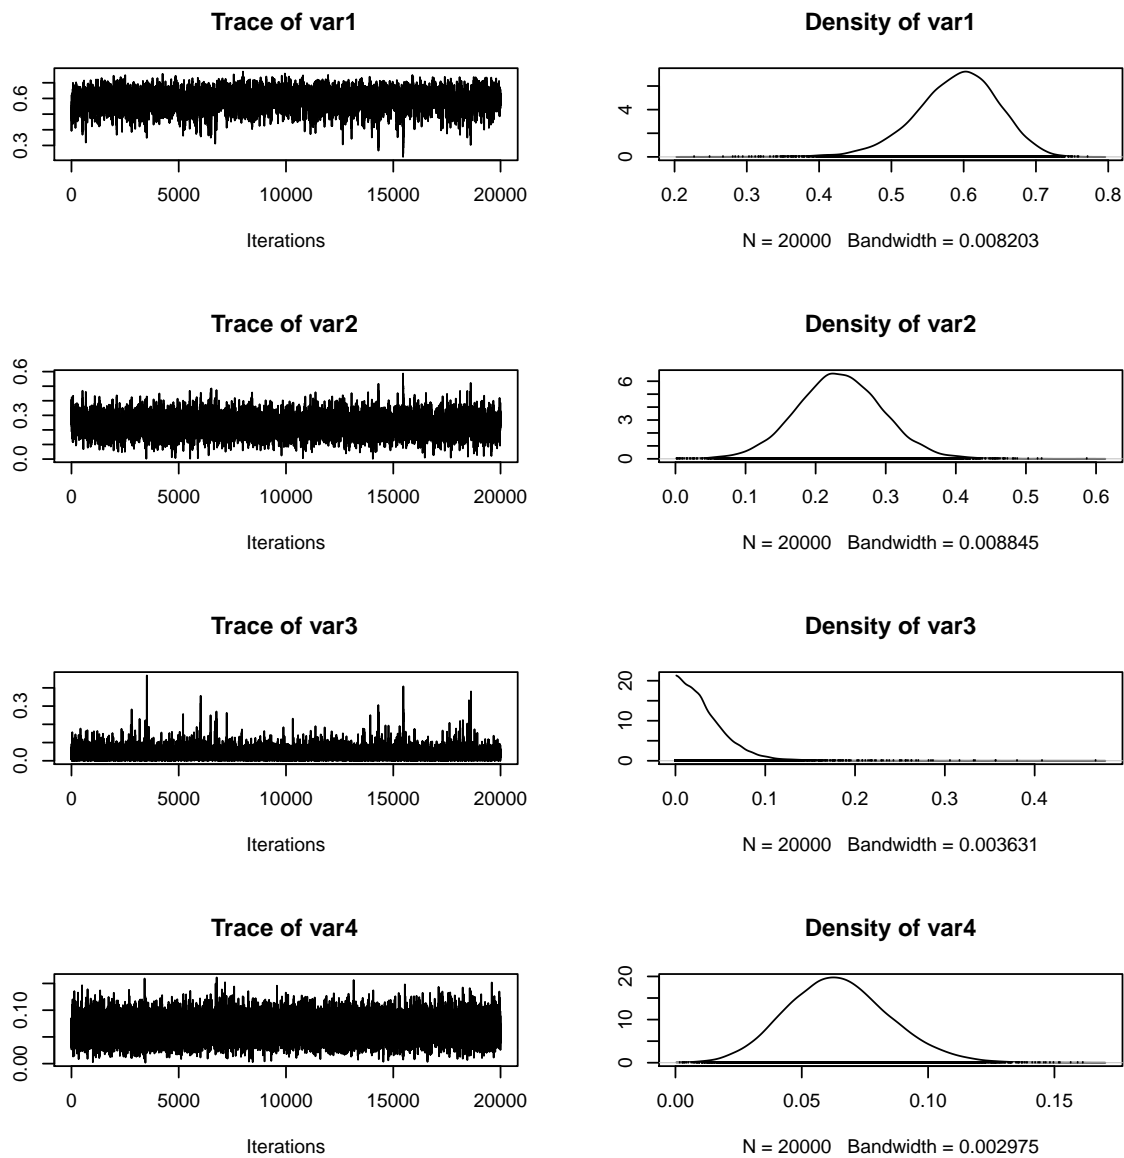 Trace of var1
0.3 0.6
0 5000 10000 15000 20000
Iterations
Density of var1
0 4
0.2 0.3 0.4 0.5 0.6 0.7 0.8
N = 20000 Bandwidth = 0.008203
Trace of var2
0.0 0.3 0.6
0 5000 10000 15000 20000
Iterations
Density of var2
0 3 6
0.0 0.1 0.2 0.3 0.4 0.5 0.6
N = 20000 Bandwidth = 0.008845
Trace of var3
0.0 0.3
0 5000 10000 15000 20000
Iterations
Density of var3
0 10 20
0.0 0.1 0.2 0.3 0.4
N = 20000 Bandwidth = 0.003631
Trace of var4
0.00 0.10
0 5000 10000 15000 20000
Iterations
Density of var4
0 10 20
0.00 0.05 0.10 0.15
N = 20000 Bandwidth = 0.002975